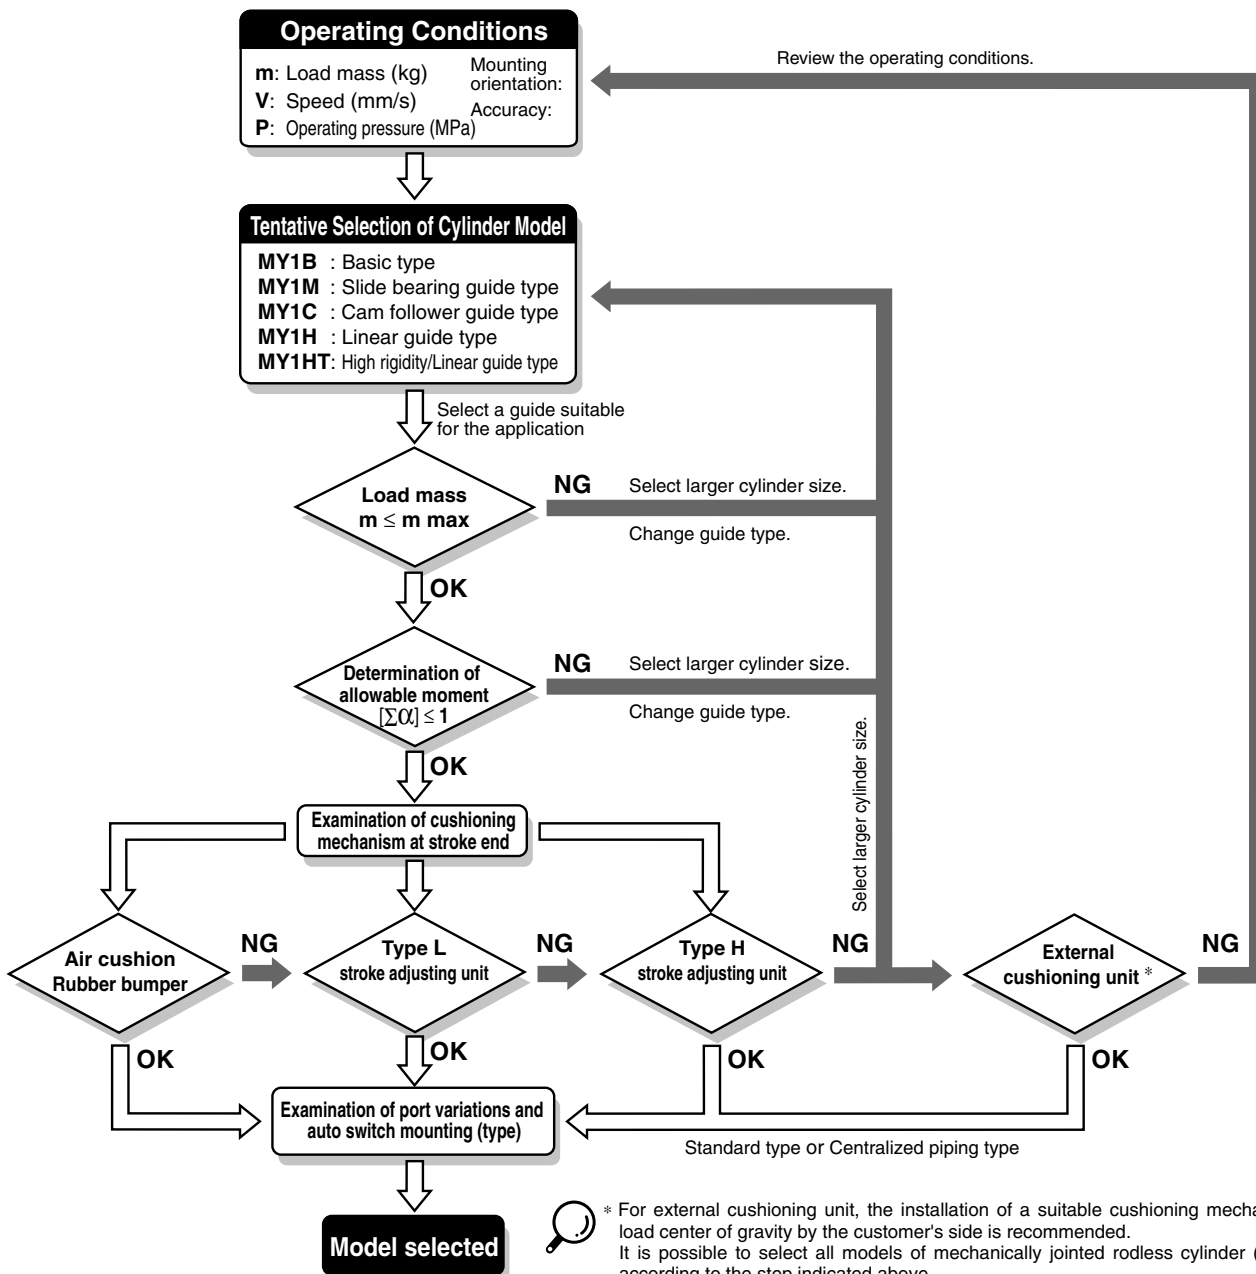 Operating Conditions
m: Load mass (kg)
V: Speed (mm/s)
P: Operating pressure (MPa)
Mounting
orientation:
Accuracy:
Review the operating conditions.
Tentative Selection of Cylinder Model
MY1B : Basic type
MY1M : Slide bearing guide type
MY1C : Cam follower guide type
MY1H : Linear guide type
MY1HT: High rigidity/Linear guide type
Select a guide suitable
for the application
Load mass
m ≤ m max
NG
Select larger cylinder size.
Change guide type.
OK
Determination of
allowable moment
[Σα] ≤ 1
NG
Select larger cylinder size.
Change guide type.
OK
Select larger cylinder size.
Examination of cushioning
mechanism at stroke end
Air cushion
Rubber bumper
NG
Type L
stroke adjusting unit
NG
Type H
stroke adjusting unit
NG
External
cushioning unit *
NG
OK
OK
OK
OK
Examination of port variations and
auto switch mounting (type)
Standard type or Centralized piping type
Model selected
* For external cushioning unit, the installation of a suitable cushioning
load center of gravity by the customer's side is recommended.
It is possible to select all models of mechanically jointed rodless cylinder (
according to the step indicated above.